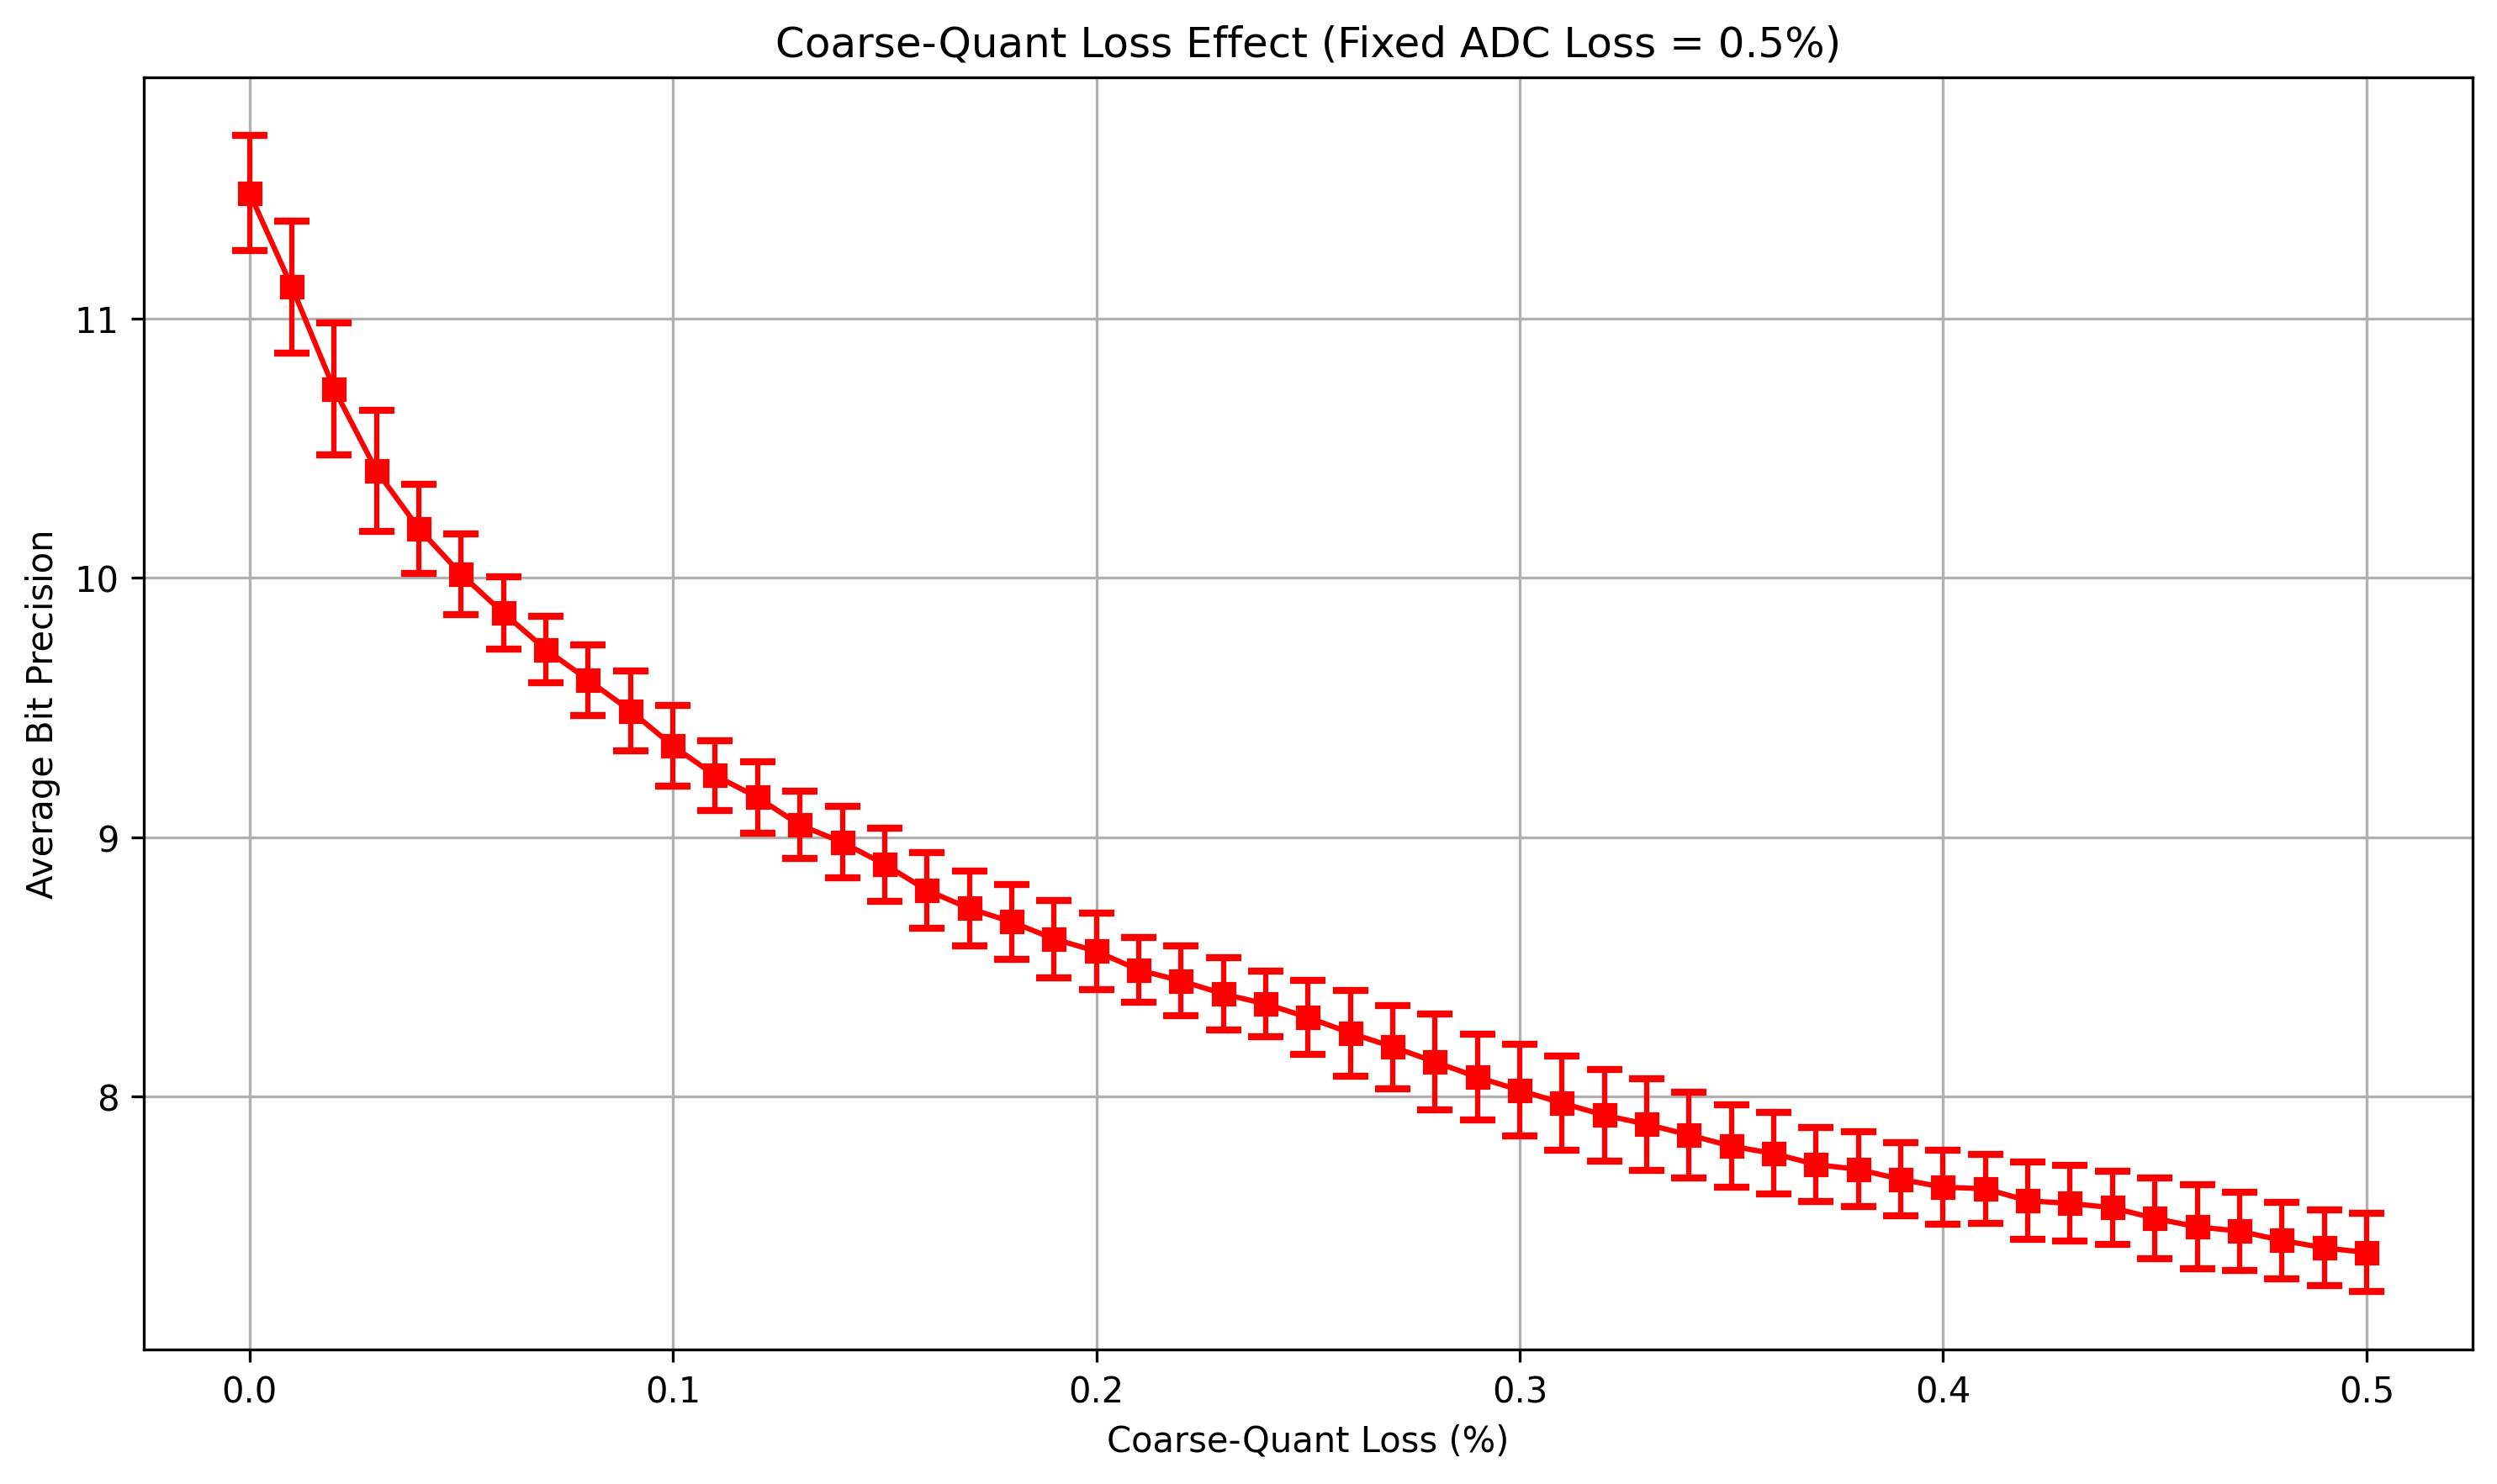 Coarse-Quant Loss Effect (Fixed ADC Loss = 0.5%)
Average Bit Precision
11
10
9
8
0.0 0.1 0.2 0.3 0.4 0.5
Coarse-Quant Loss (%)